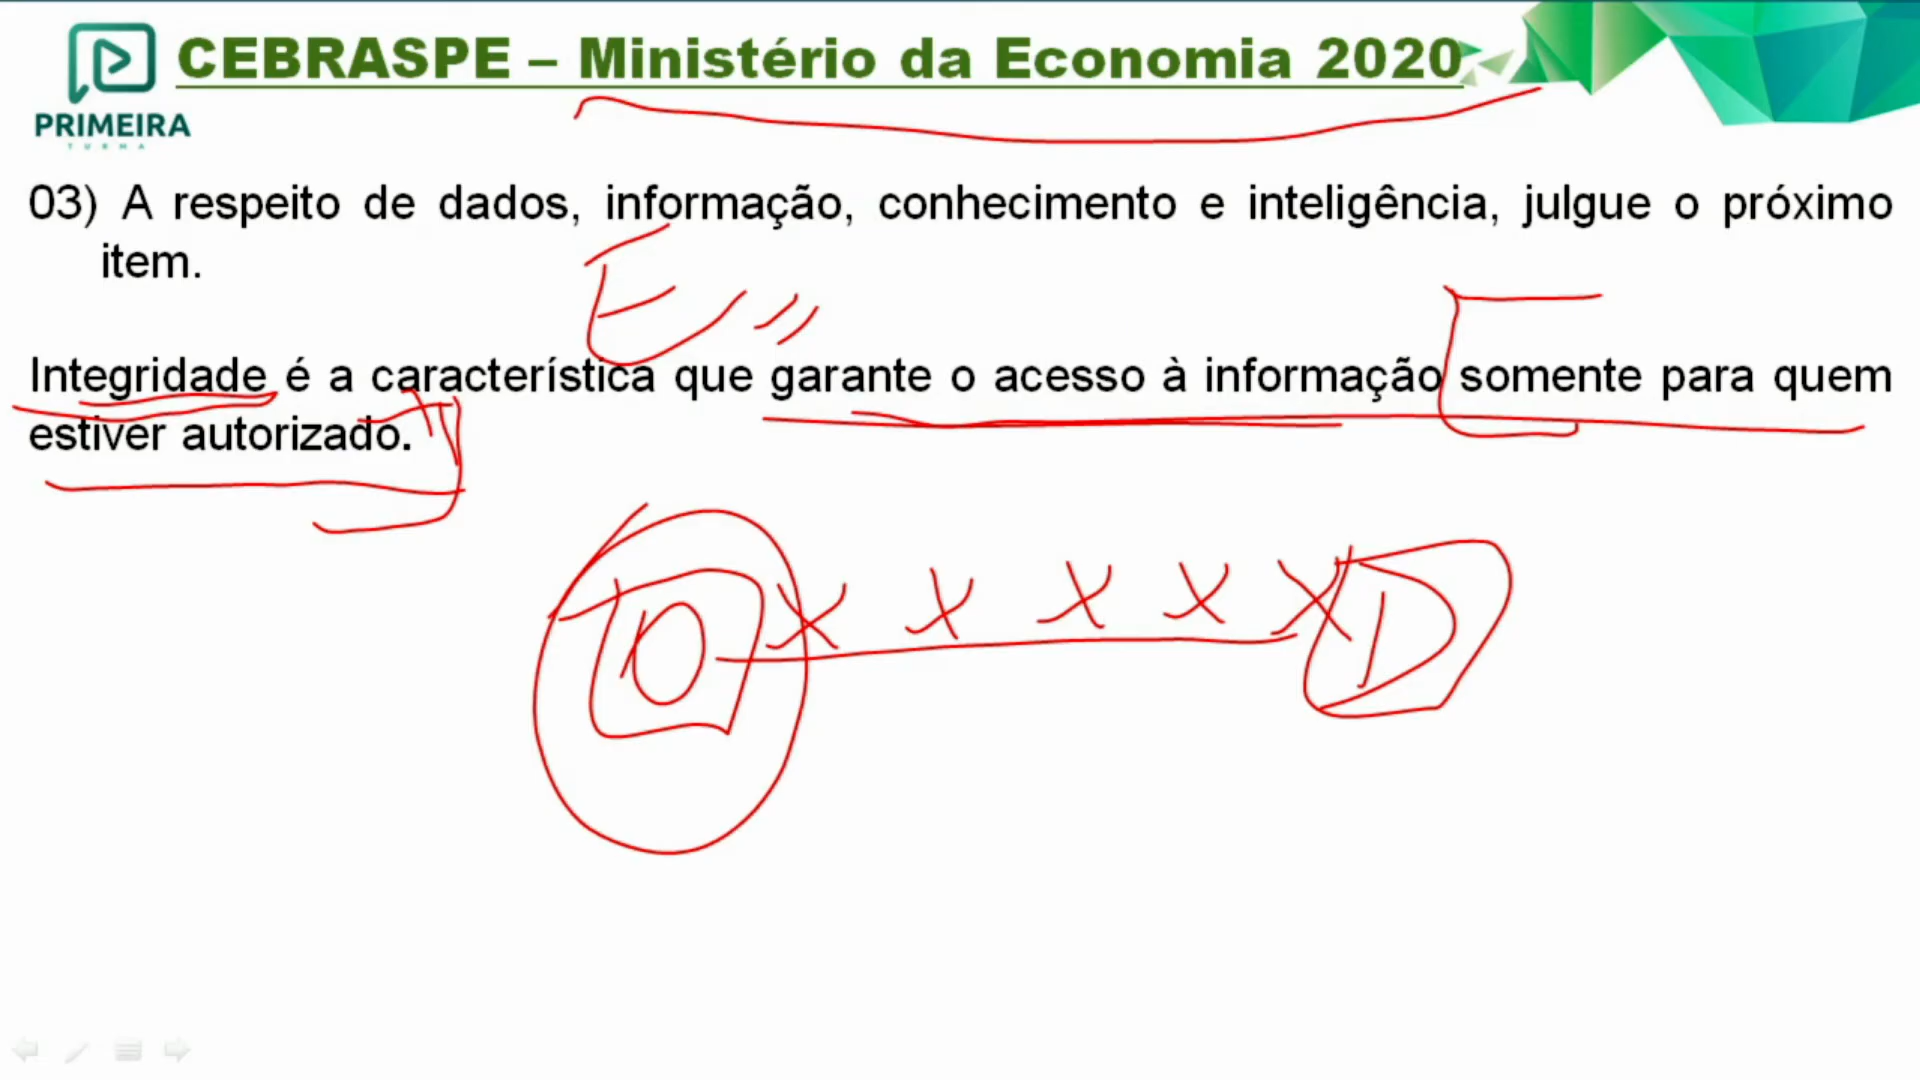 CEBRASPE – Ministério da Economia 2020
PRIMEIRA
TURMA
03) A respeito de dados, informação, conhecimento e inteligência, julgue o próximo
item.
E
Integridade é a característica que garante o acesso à informação somente para quem
estiver autorizado.
O X X X X X D